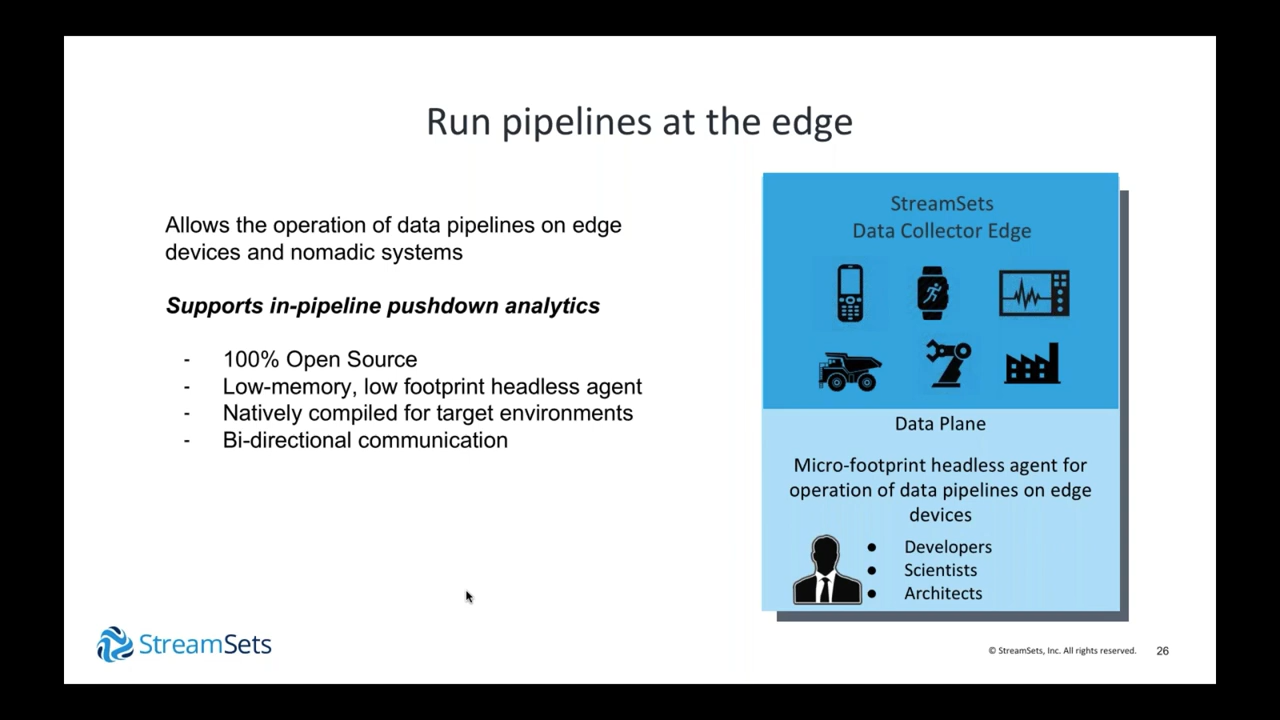 Run pipelines at the edge
Allows the operation of data pipelines on edge
devices and nomadic systems
Supports in-pipeline pushdown analytics
- 100% Open Source
- Low-memory, low footprint headless agent
- Natively compiled for target environments
- Bi-directional communication
StreamSets
Data Collector Edge
Data Plane
Micro-footprint headless agent for
operation of data pipelines on edge
devices
● Developers
● Scientists
● Architects
StreamSets
© StreamSets, Inc. All rights reserved. 26